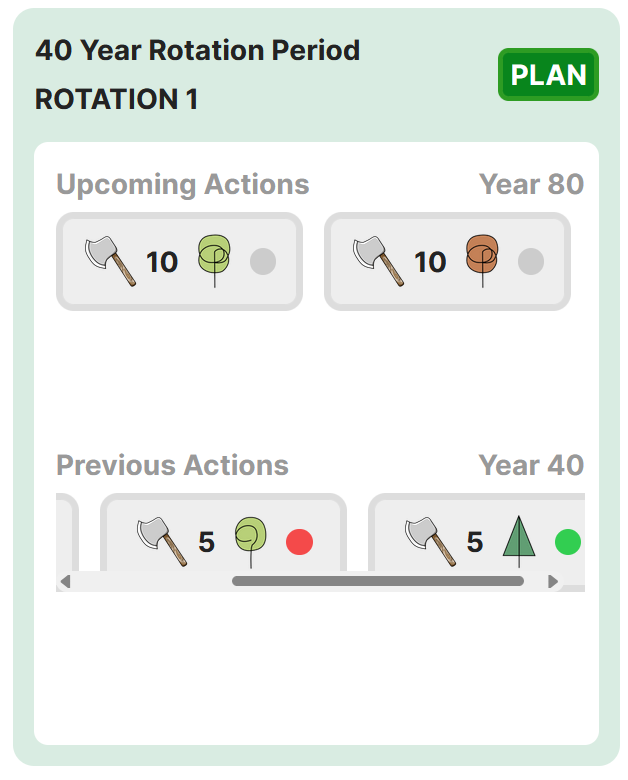 40 Year Rotation Period
ROTATION 1
PLAN
Upcoming Actions
Year 80
10
10
Previous Actions
Year 40
5
5